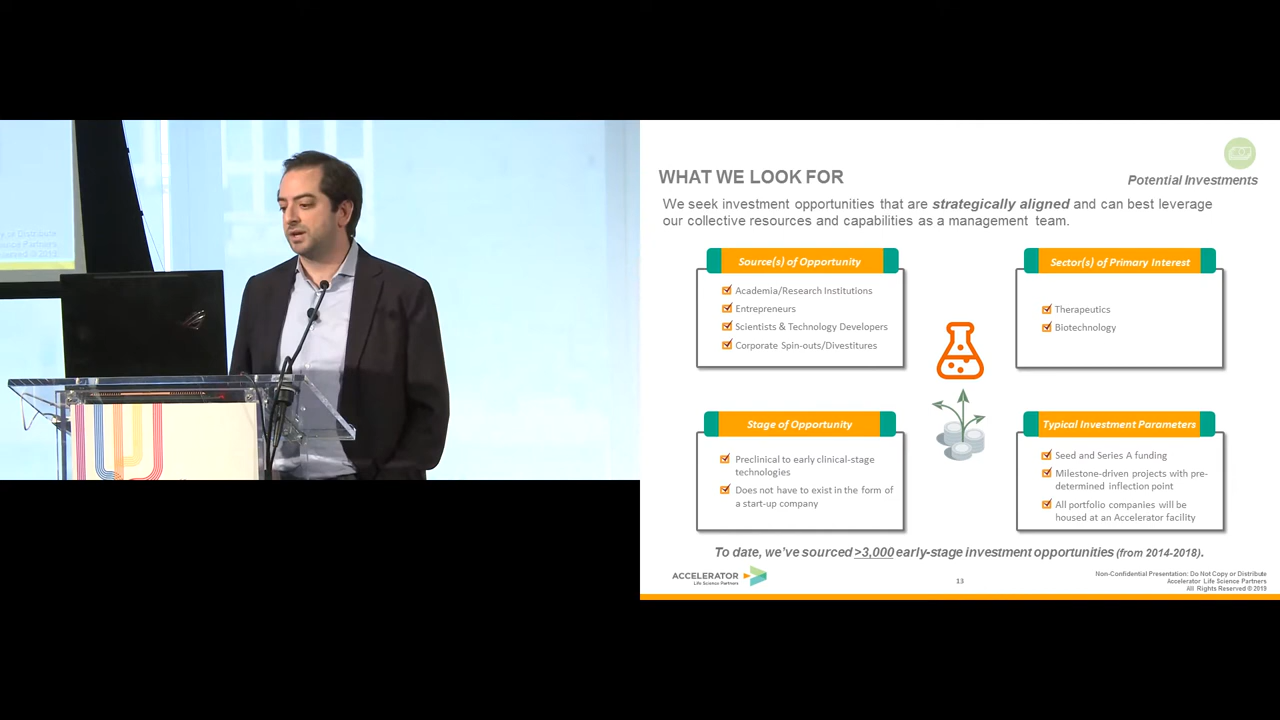 y or Distribute
ence Partners
erved © 2019
WHAT WE LOOK FOR
Potential Investments
We seek investment opportunities that are strategically aligned and can best leverage
our collective resources and capabilities as a management team.
Source(s) of Opportunity
Academia/Research Institutions
Entrepreneurs
Scientists & Technology Developers
Corporate Spin-outs/Divestitures
Sector(s) of Primary Interest
Therapeutics
Biotechnology
Stage of Opportunity
Preclinical to early clinical-stage
technologies
Does not have to exist in the form of
a start-up company
Typical Investment Parameters
Seed and Series A funding
Milestone-driven projects with pre-
determined inflection point
All portfolio companies will be
housed at an Accelerator facility
To date, we've sourced >3,000 early-stage investment opportunities (from 2014-2018).
ACCELERATOR
Life Science Partners
13
Non-Confidential Presentation: Do Not Copy or Distribute
Accelerator Life Science Partners
All Rights Reserved © 2019